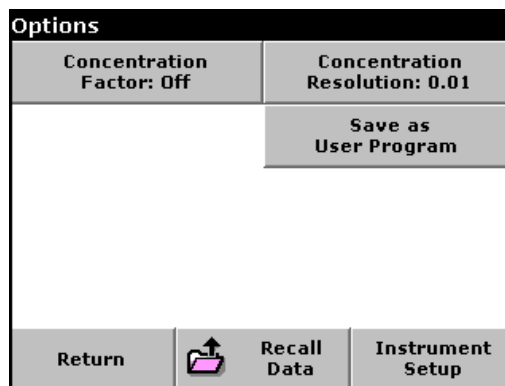 Options
Concentration
Factor: Off
Concentration
Resolution: 0.01
Save as
User Program
Return
Recall
Data
Instrument
Setup